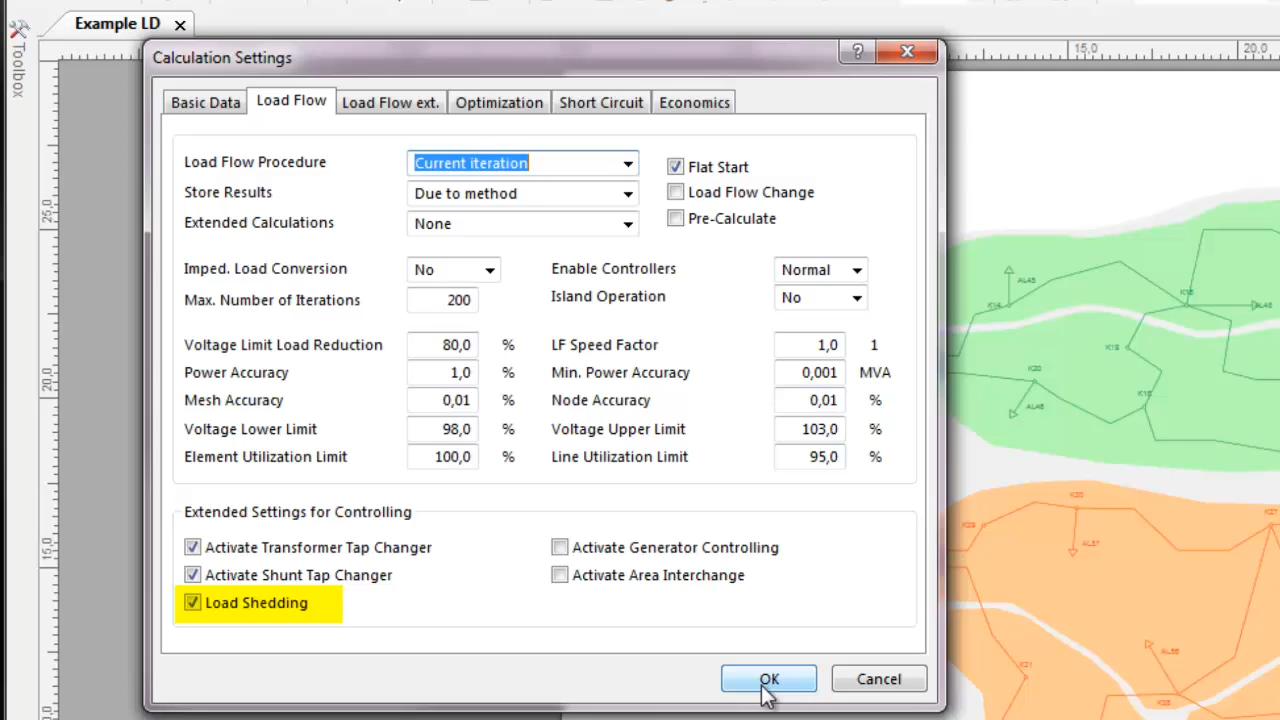 Example LD
Toolbox
15,0
20,0
25,0
20,0
15,0
Calculation Settings
Basic Data
Load Flow
Load Flow ext.
Optimization
Short Circuit
Economics
Load Flow Procedure Current iteration Flat Start
Store Results Due to method Load Flow Change
Extended Calculations None Pre-Calculate
Imped. Load Conversion No Enable Controllers Normal
Max. Number of Iterations 200 Island Operation No
Voltage Limit Load Reduction 80,0 % LF Speed Factor 1,0 1
Power Accuracy 1,0 % Min. Power Accuracy 0,001 MVA
Mesh Accuracy 0,01 % Node Accuracy 0,01 %
Voltage Lower Limit 98,0 % Voltage Upper Limit 103,0 %
Element Utilization Limit 100,0 % Line Utilization Limit 95,0 %
Extended Settings for Controlling
Activate Transformer Tap Changer Activate Generator Controlling
Activate Shunt Tap Changer Activate Area Interchange
Load Shedding
OK Cancel
AL45
K14
K20